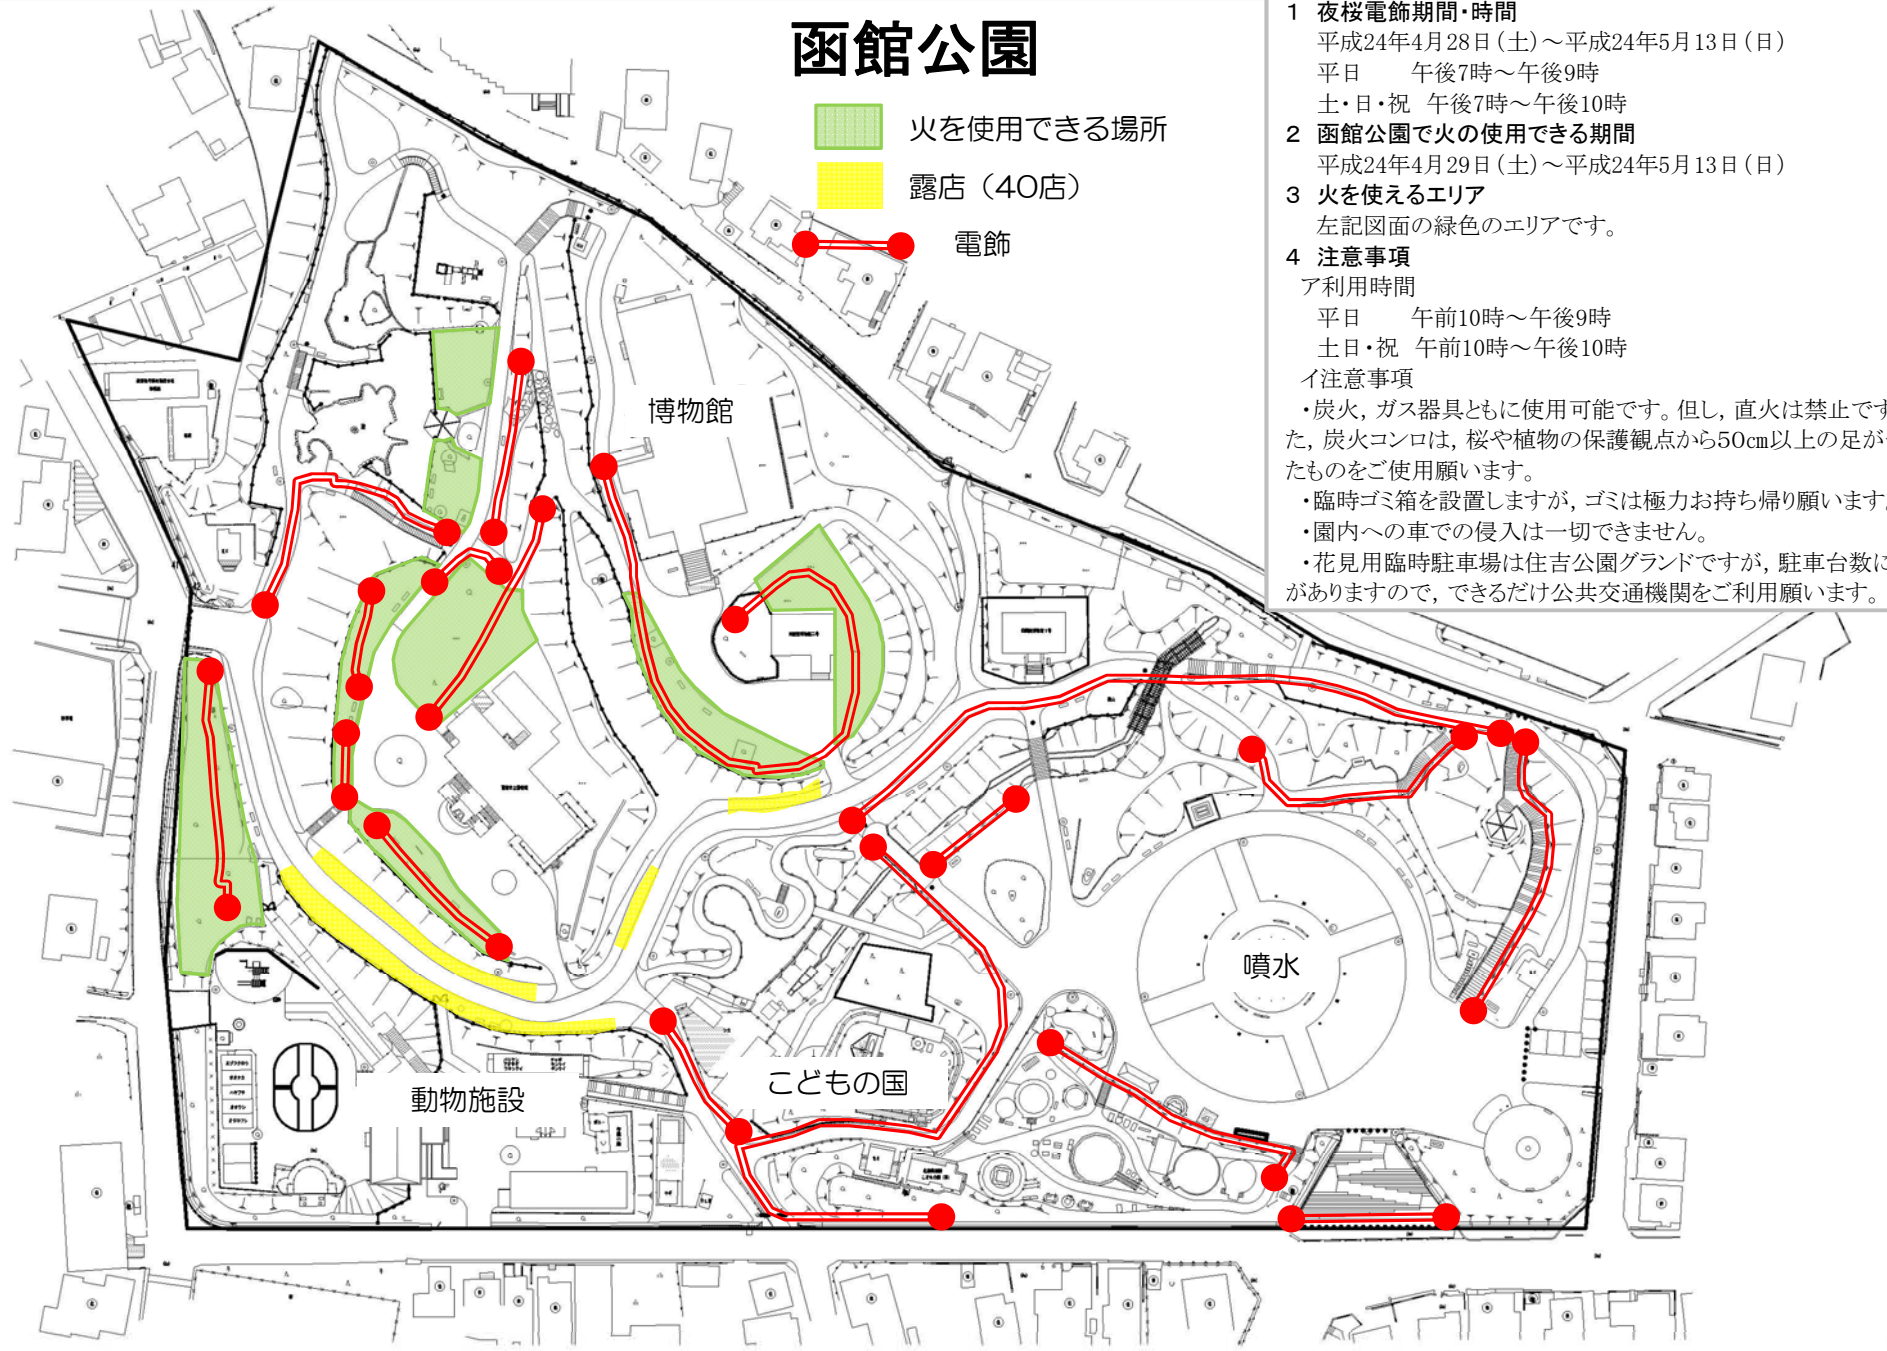 函館公園
火を使用できる場所
露店（40店）
電飾
1 夜桜電飾期間・時間
平成24年4月28日（土）～平成24年5月13日（日）
平日 午後7時～午後9時
土・日・祝 午後7時～午後10時
2 函館公園で火の使用できる期間
平成24年4月29日（土）～平成24年5月13日（日）
3 火を使えるエリア
左記図面の緑色のエリアです。
4 注意事項
ア利用時間
平日 午前10時～午後9時
土日・祝 午前10時～午後10時
イ注意事項
・炭火，ガス器具ともに使用可能です。但し，直火は禁止です
た，炭火コンロは，桜や植物の保護観点から50cm以上の足が
たものをご使用願います。
・臨時ゴミ箱を設置しますが，ゴミは極力お持ち帰り願います。
・園内への車での侵入は一切できません。
・花見用臨時駐車場は住吉公園グランドですが，駐車台数に
がありますので，できるだけ公共交通機関をご利用願います。
博物館
噴水
こどもの国
動物施設